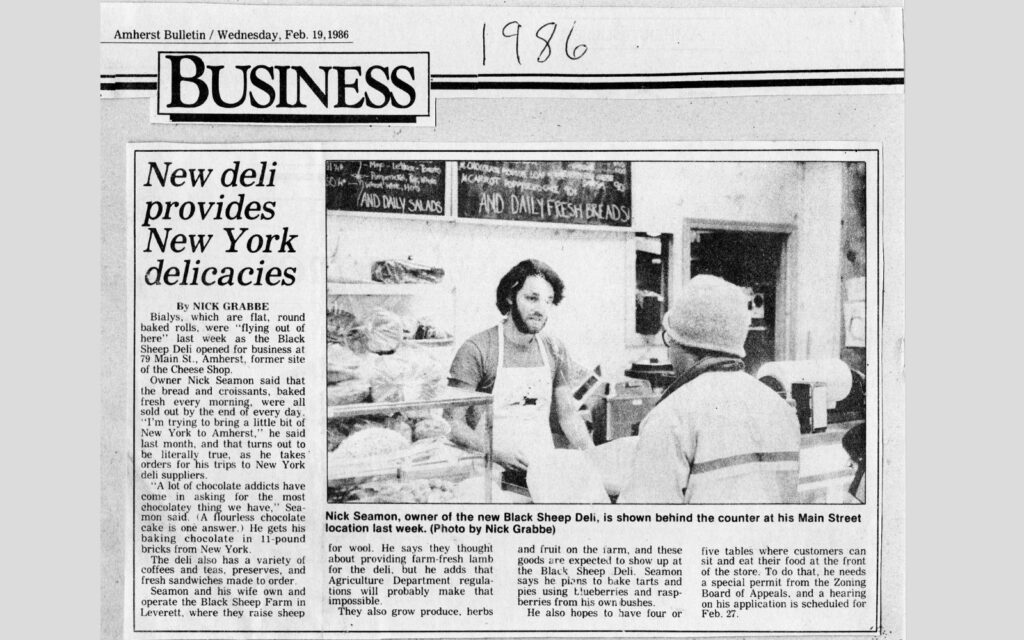 1986
Amherst Bulletin / Wednesday, Feb. 19, 1986
BUSINESS
New deli
provides
New York
delicacies
By NICK GRABBE
Bialys, which are flat, round
baked rolls, were "flying out of
here" last week as the Black
Sheep Deli opened for business at
79 Main St., Amherst, former site
of the Cheese Shop.
Owner Nick Seamon said that
the bread and croissants, baked
fresh every morning, were all
sold out by the end of every day.
"I'm trying to bring a little bit of
New York to Amherst," he said
last month, and that turns out to
be literally true, as he takes
orders for his trips to New York
deli suppliers.
"A lot of chocolate addicts have
come in asking for the most
chocolatey thing we have," Sea-
mon said. (A flourless chocolate
cake is one answer.) He gets his
baking chocolate in 11-pound
bricks from New York.
The deli also has a variety of
coffees and teas, preserves, and
fresh sandwiches made to order.
Seamon and his wife own and
operate the Black Sheep Farm in
Leverett, where they raise sheep
AND DAILY SALADS
AND DAILY FRESH BREADS!
Nick Seamon, owner of the new Black Sheep Deli, is shown behind the counter at his Main Street
location last week. (Photo by Nick Grabbe)
for wool. He says they thought
about providing farm-fresh lamb
for the deli, but he adds that
Agriculture Department regula-
tions will probably make that
impossible.
They also grow produce, herbs
and fruit on the farm, and these
goods are expected to show up at
the Black Sheep Deli. Seamon
says he plans to bake tarts and
pies using blueberries and rasp-
berries from his own bushes.
He also hopes to have four or
five tables where customers can
sit and eat their food at the front
of the store. To do that, he needs
a special permit from the Zoning
Board of Appeals, and a hearing
on his application is scheduled for
Feb. 27.